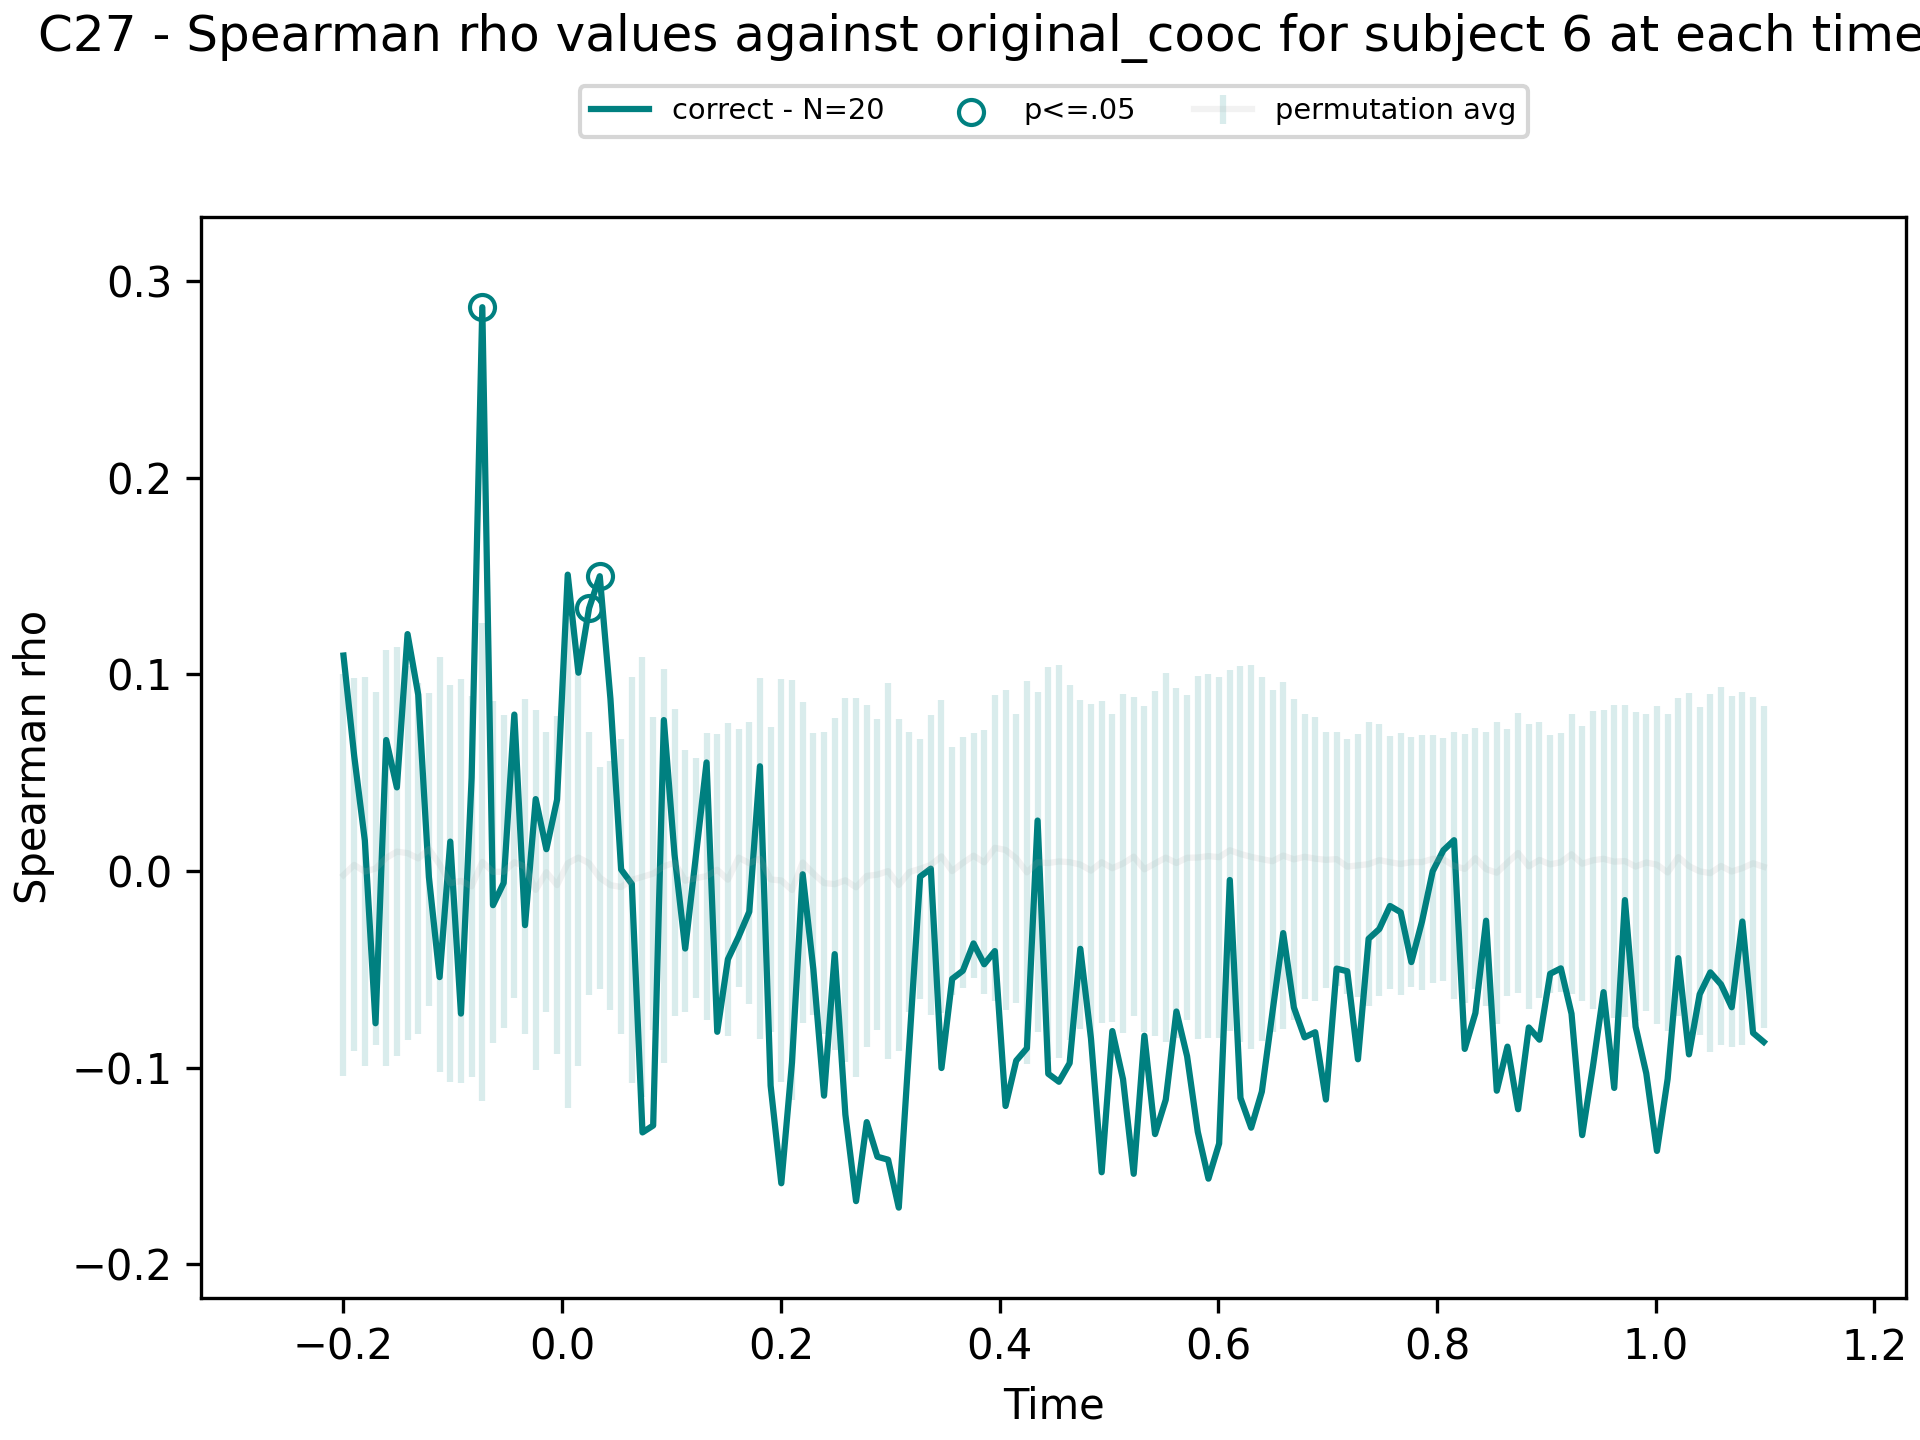 C27 - Spearman rho values against original_cooc for subject 6 at each time
correct - N=20 p<=.05 permutation avg
Spearman rho
0.3
0.2
0.1
0.0
−0.1
−0.2
−0.2 0.0 0.2 0.4 0.6 0.8 1.0 1.2
Time